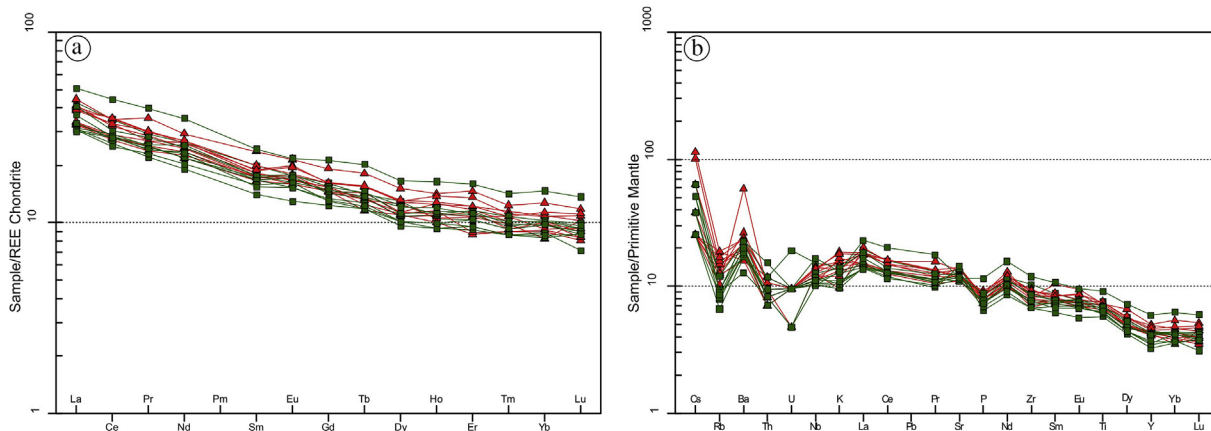 100
a
10
1
Sample/REE Chondrite
La Pr Pm Eu Tb Ho Tm Lu
Ce Nd Sm Gd Dy Er Yb
1000
b
100
10
1
Sample/Primitive Mantle
Cs Ba U K Ce Pr P Zr Eu Dy Yb
Rb Th Nb La Pb Sr Nd Sm Ti Y Lu